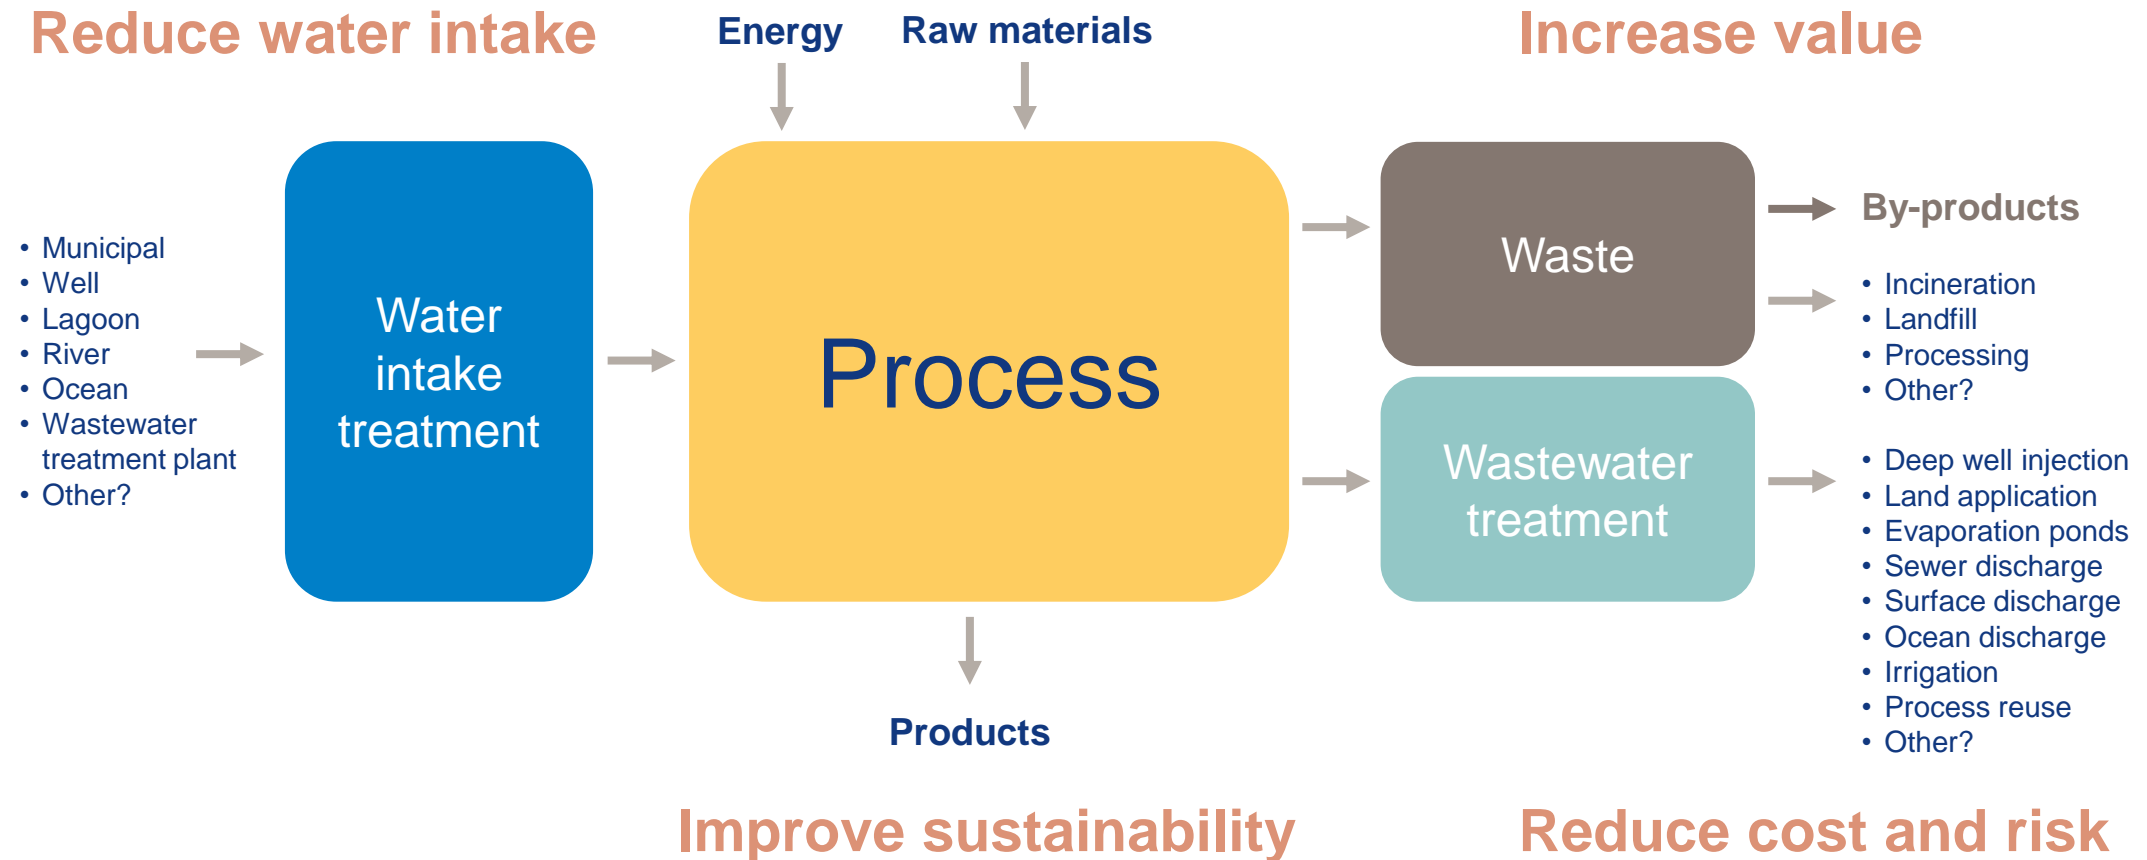 Reduce water intake
Energy
Raw materials
Increase value
• Municipal
• Well
• Lagoon
• River
• Ocean
• Wastewater
treatment plant
• Other?
Water
intake
treatment
Process
Waste
Wastewater
treatment
By-products
• Incineration
• Landfill
• Processing
• Other?
• Deep well injection
• Land application
• Evaporation ponds
• Sewer discharge
• Surface discharge
• Ocean discharge
• Irrigation
• Process reuse
• Other?
Products
Improve sustainability
Reduce cost and risk